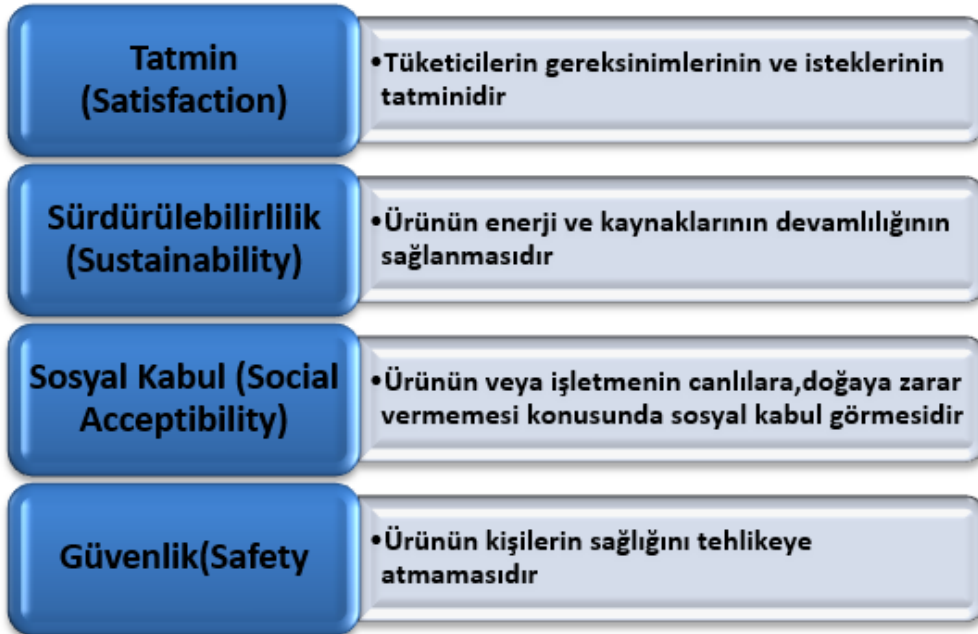 Tatmin
(Satisfaction)
•Tüketicilerin gereksinimlerinin ve isteklerinin
tatminidir
Sürdürülebilirlilik
(Sustainability)
•Ürünün enerji ve kaynaklarının devamlılığının
sağlanmasıdır
Sosyal Kabul (Social
Acceptibility)
•Ürünün veya işletmenin canlılara,doğaya zarar
vermemesi konusunda sosyal kabul görmesidir
Güvenlik(Safety
•Ürünün kişilerin sağlığını tehlikeye
atmamasıdır